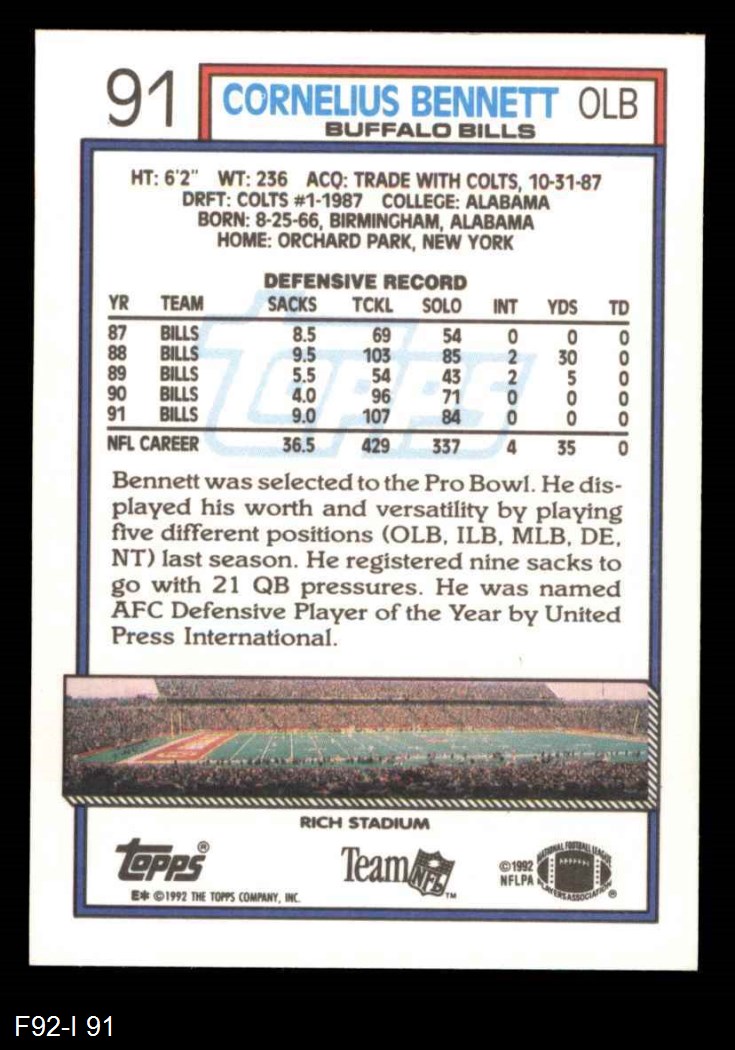 91 CORNELIUS BENNETT OLB
BUFFALO BILLS
HT: 6'2" WT: 236 ACQ: TRADE WITH COLTS, 10-31-87
DRFT: COLTS #1-1987 COLLEGE: ALABAMA
BORN: 8-25-66, BIRMINGHAM, ALABAMA
HOME: ORCHARD PARK, NEW YORK
DEFENSIVE RECORD
YR TEAM SACKS TCKL SOLO INT YDS TD
87 BILLS 8.5 69 54 0 0 0
88 BILLS 9.5 103 85 2 30 0
89 BILLS 5.5 54 43 2 5 0
90 BILLS 4.0 96 71 0 0 0
91 BILLS 9.0 107 84 0 0 0
NFL CAREER 36.5 429 337 4 35 0
topps
Bennett was selected to the Pro Bowl. He dis-
played his worth and versatility by playing
five different positions (OLB, ILB, MLB, DE,
NT) last season. He registered nine sacks to
go with 21 QB pressures. He was named
AFC Defensive Player of the Year by United
Press International.
RICH STADIUM
topps® Team NFL™ ©1992
NFLPA
NATIONAL FOOTBALL LEAGUE
PLAYERS ASSOCIATION ®
E* ©1992 THE TOPPS COMPANY, INC.
F92-I 91